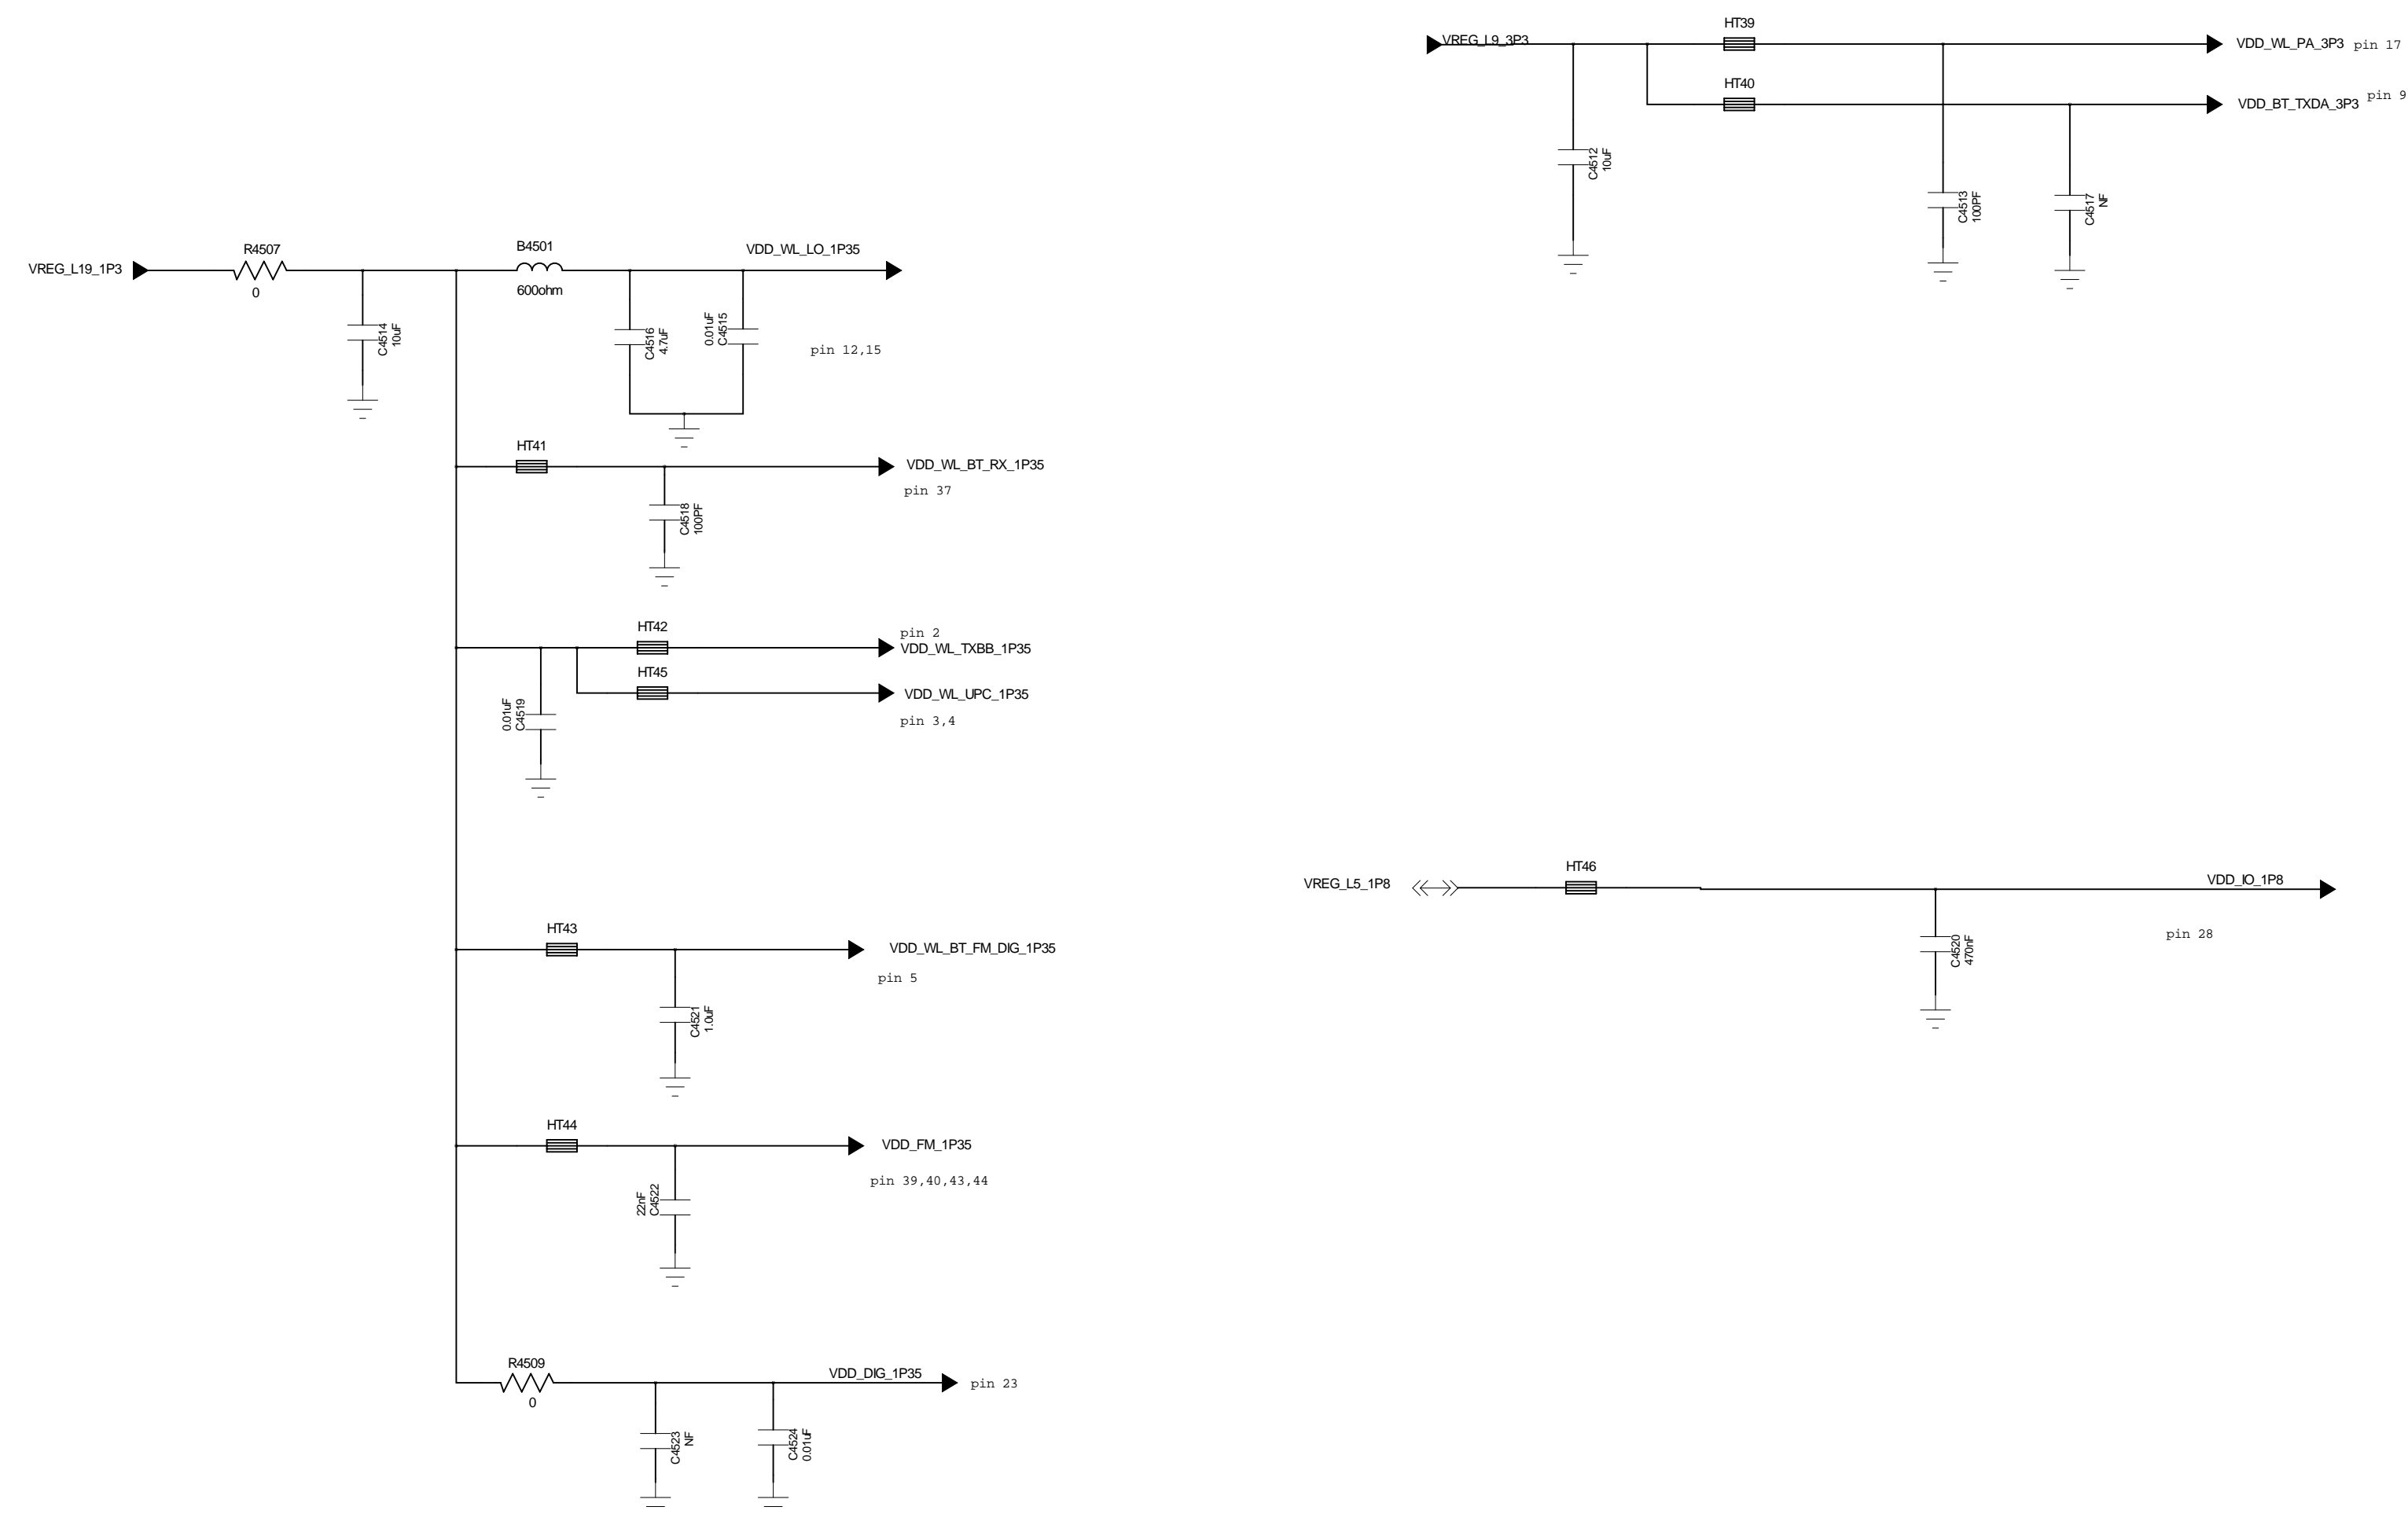 HT39
VREG_L9_3P3
VDD_WL_PA_3P3 pin 17
HT40
VDD_BT_TXDA_3P3 pin 9
C4512
10uF
C4513
100PF
C4517
NF
R4507
B4501
VDD_WL_LO_1P35
VREG_L19_1P3
0
600ohm
C4514
10uF
C4516
4.7uF
0.01uF
C4515
pin 12,15
HT41
VDD_WL_BT_RX_1P35
pin 37
C4518
100PF
HT42
pin 2
VDD_WL_TXBB_1P35
HT45
VDD_WL_UPC_1P35
pin 3,4
0.01uF
C4519
HT46
VREG_L5_1P8
VDD_IO_1P8
pin 28
C4520
470nF
HT43
VDD_WL_BT_FM_DIG_1P35
pin 5
C4521
1.0uF
HT44
VDD_FM_1P35
pin 39,40,43,44
22nF
C4522
R4509
VDD_DIG_1P35
pin 23
0
C4523
NF
C4524
0.01uF